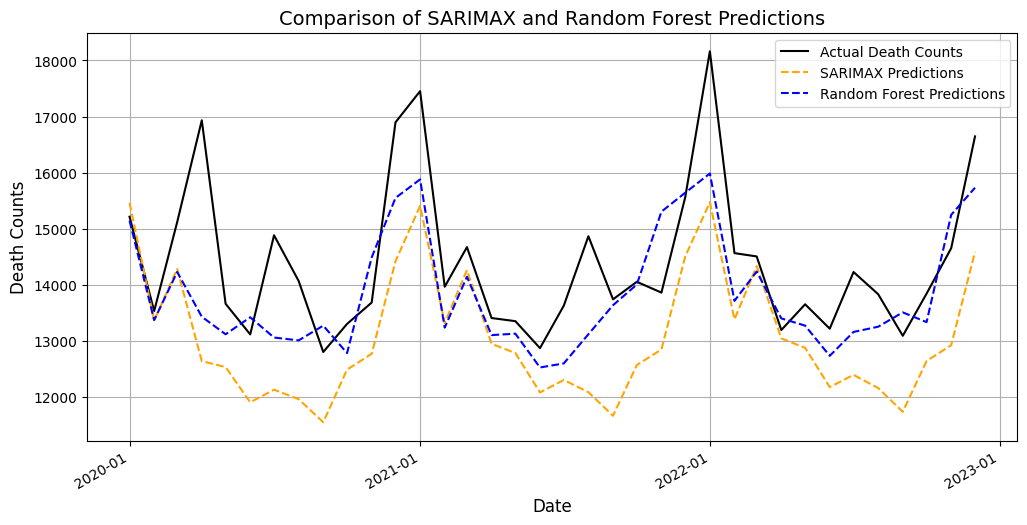 Comparison of SARIMAX and Random Forest Predictions
Actual Death Counts
SARIMAX Predictions
Random Forest Predictions
Death Counts
18000
17000
16000
15000
14000
13000
12000
2020-01
2021-01
2022-01
2023-01
Date